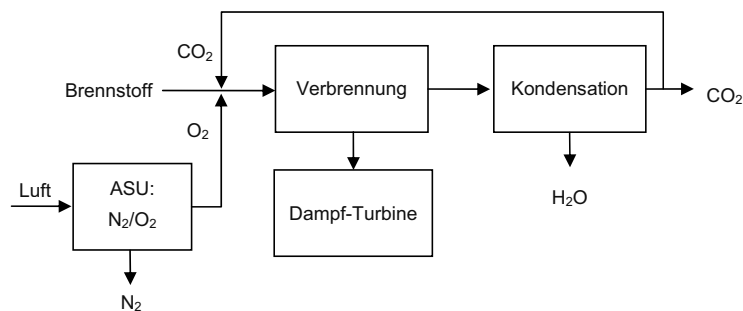 CO₂
Brennstoff
O₂
Verbrennung
Kondensation
CO₂
Luft
ASU:
N₂/O₂
Dampf-Turbine
H₂O
N₂